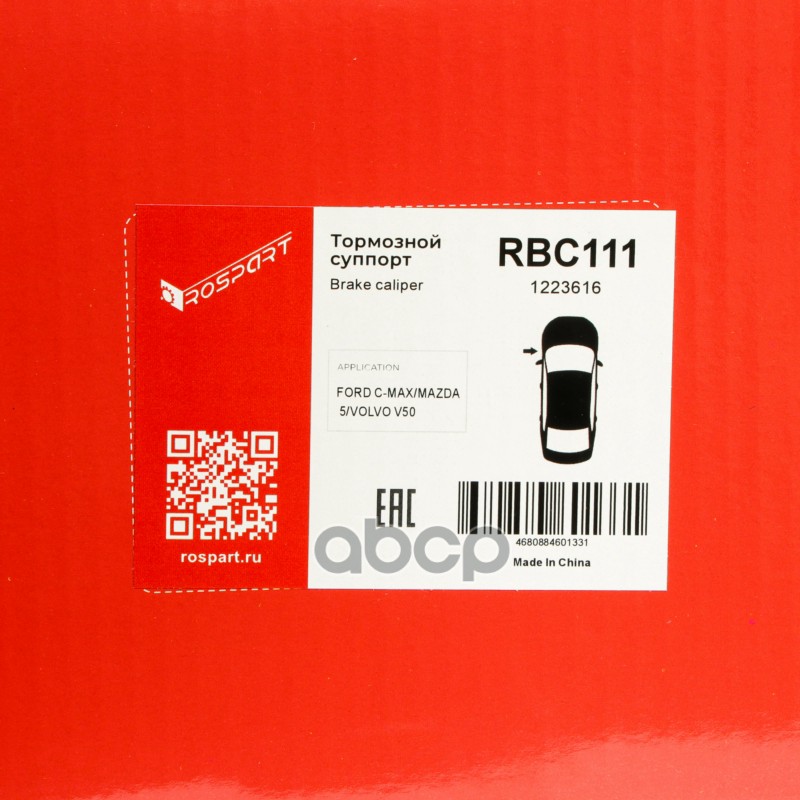 ROSPART
Тормозной
суппорт
Brake caliper
RBC111
1223616
APPLICATION
FORD C-MAX/MAZDA
5/VOLVO V50
EAC
4680884601331
Made In China
rospart.ru
abcp